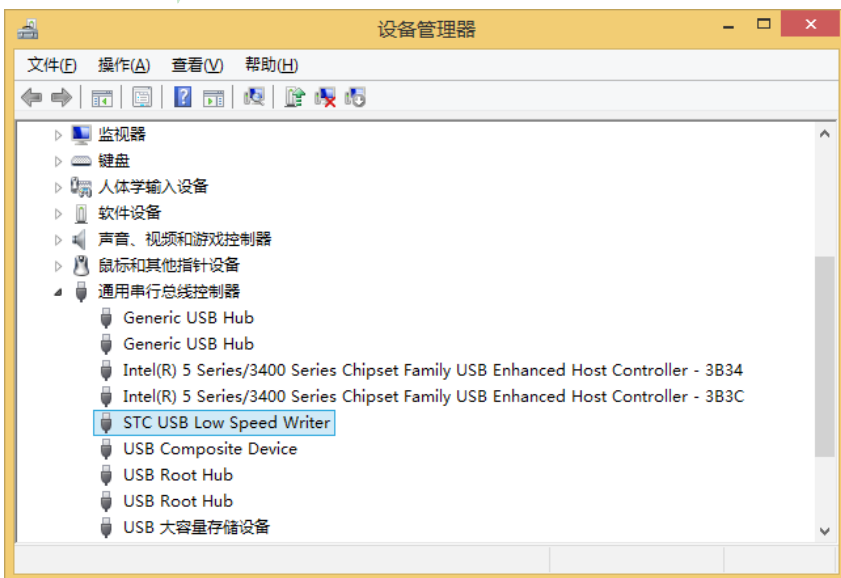 设备管理器
文件(F) 操作(A) 查看(V) 帮助(H)
监视器
键盘
人体学输入设备
软件设备
声音、视频和游戏控制器
鼠标和其他指针设备
通用串行总线控制器
Generic USB Hub
Generic USB Hub
Intel(R) 5 Series/3400 Series Chipset Family USB Enhanced Host Controller - 3B34
Intel(R) 5 Series/3400 Series Chipset Family USB Enhanced Host Controller - 3B3C
STC USB Low Speed Writer
USB Composite Device
USB Root Hub
USB Root Hub
USB 大容量存储设备